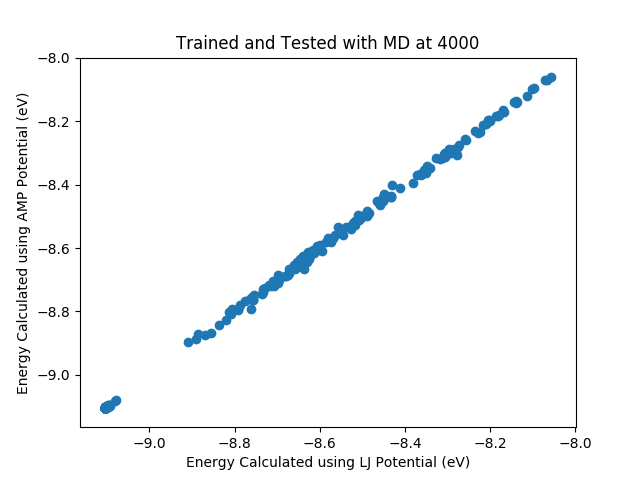 Trained and Tested with MD at 4000
Energy Calculated using AMP Potential (eV)
−8.0
−8.2
−8.4
−8.6
−8.8
−9.0
−9.0 −8.8 −8.6 −8.4 −8.2 −8.0
Energy Calculated using LJ Potential (eV)